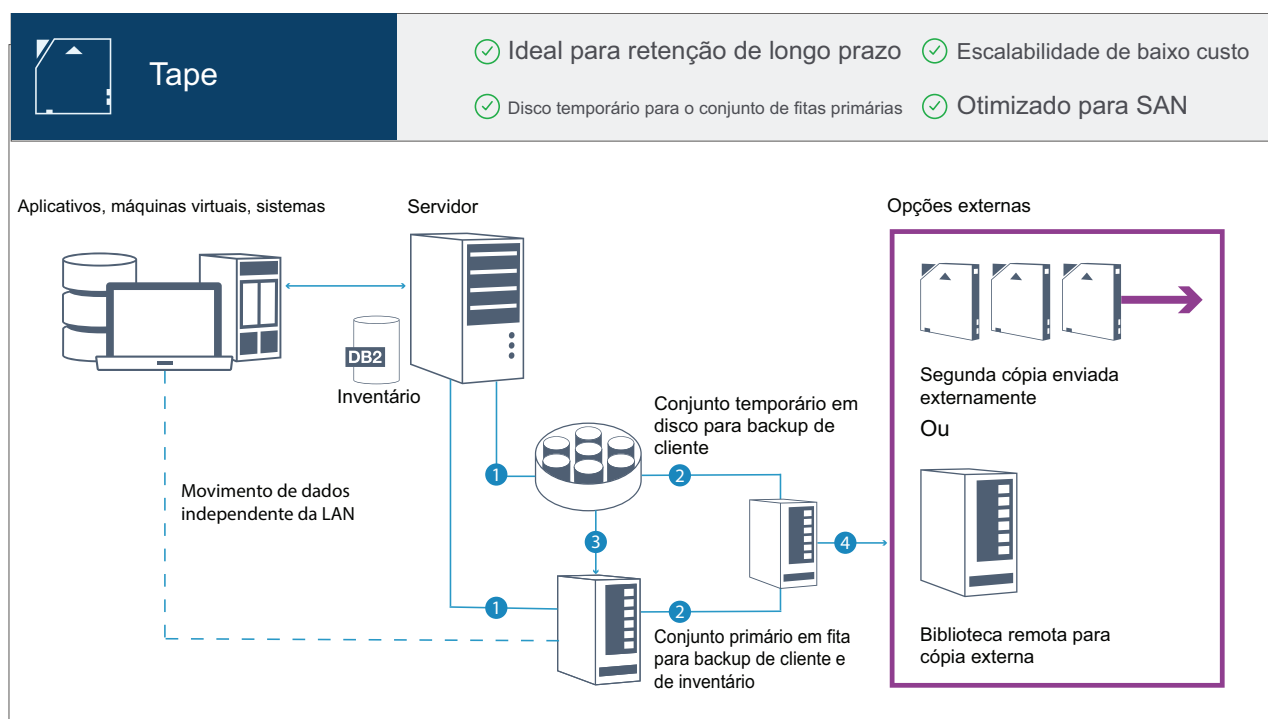 Tape
Ideal para retenção de longo prazo
Escalabilidade de baixo custo
Disco temporário para o conjunto de fitas primárias
Otimizado para SAN
Aplicativos, máquinas virtuais, sistemas
Servidor
Opções externas
DB2
Inventário
Segunda cópia enviada
externamente
Ou
Conjunto temporário em
disco para backup de
cliente
1
2
Movimento de dados
independente da LAN
3
4
1
2
Conjunto primário em fita
para backup de cliente e
de inventário
Biblioteca remota para
cópia externa